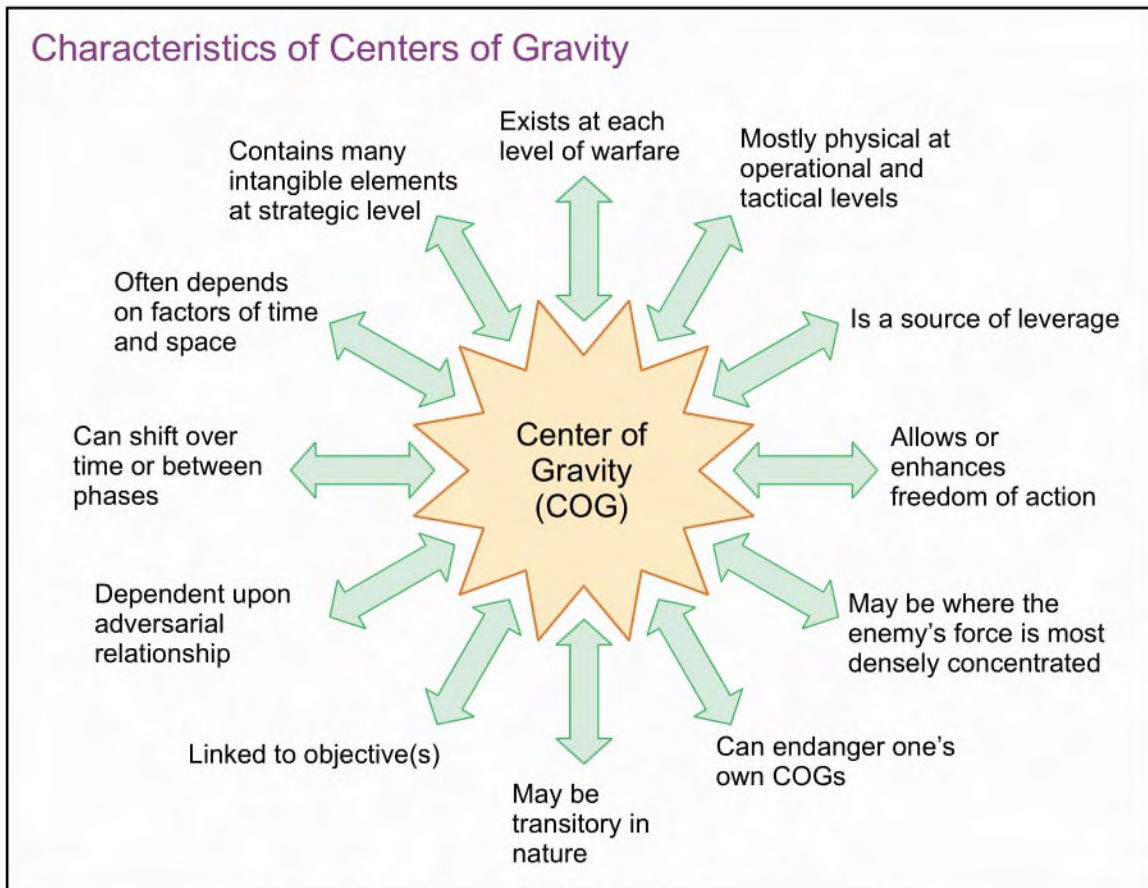 Characteristics of Centers of Gravity
Exists at each
level of warfare
Mostly physical at
operational and
tactical levels
Is a source of leverage
Allows or
enhances
freedom of action
May be where the
enemy's force is most
densely concentrated
Can endanger one's
own COGs
May be
transitory in
nature
Linked to objective(s)
Dependent upon
adversarial
relationship
Can shift over
time or between
phases
Often depends
on factors of time
and space
Contains many
intangible elements
at strategic level
Center of
Gravity
(COG)